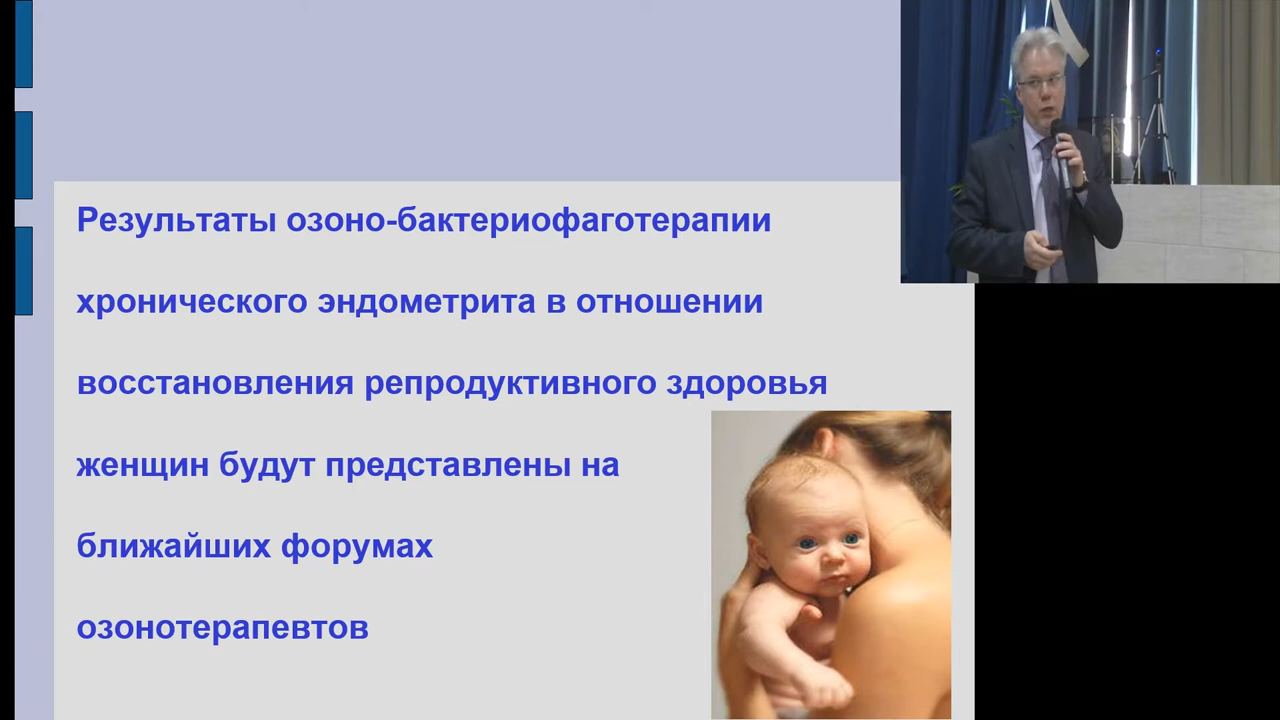 Результаты озоно-бактериофаготерапии
хронического эндометрита в отношении
восстановления репродуктивного здоровья
женщин будут представлены на
ближайших форумах
озонотерапевтов